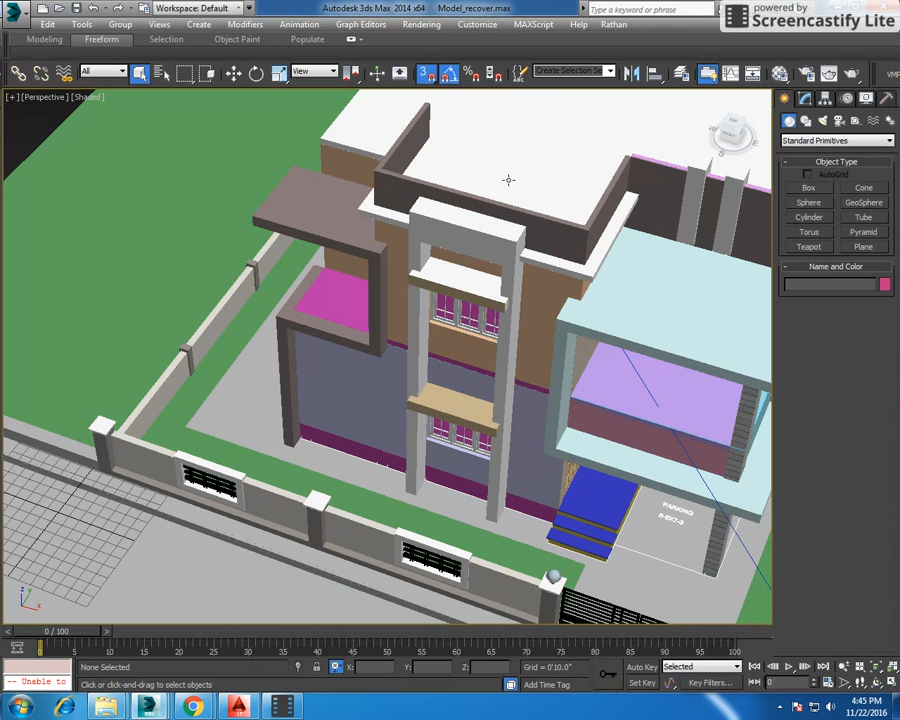 Workspace: Default
Autodesk 3ds Max 2014 x64
Model_recover.max
Type a keyword or phrase
powered by
Screencastify Lite
Edit Tools Group Views Create Modifiers Animation Graph Editors Rendering Customize MAXScript Help Rathan
Modeling Freeform Selection Object Paint Populate
All
View
3
Create Selection Se
[+] [Perspective] [Shaded]
TOP
S
E
Standard Primitives
- Object Type
AutoGrid
Box Cone
Sphere GeoSphere
Cylinder Tube
Torus Pyramid
Teapot Plane
- Name and Color
PARKING
z
y
x
< 0 / 100 >
0 5 10 15 20 25 30 35 40 45 50 55 60 65 70 75 80 85 90 95 100
None Selected
X: Y: Z: Grid = 0'10.0"
Auto Key Selected
-- Unable to
Click or click-and-drag to select objects
Add Time Tag
Set Key Key Filters...
0
4:45 PM
11/22/2016